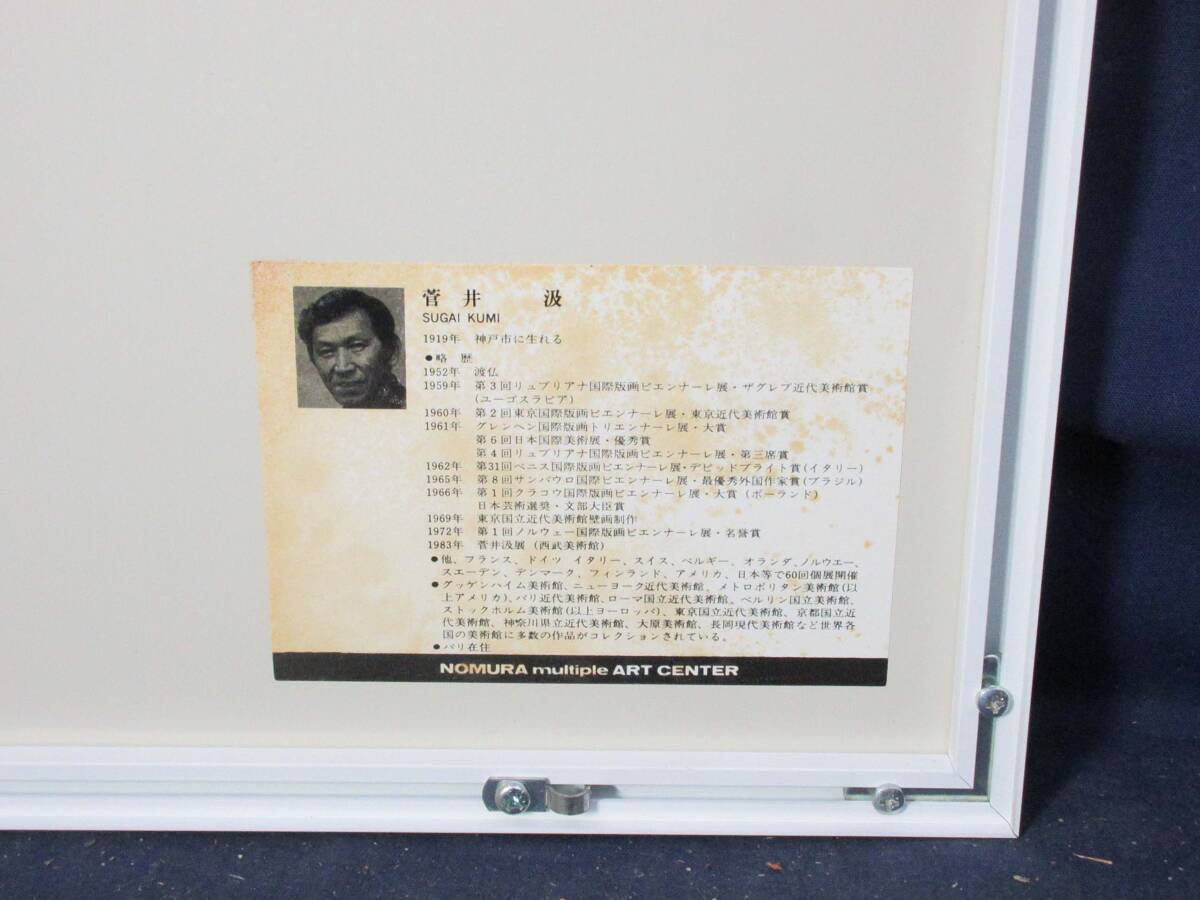 菅井 汲
SUGAI KUMI
1919年 神戸市に生れる
●略 歴
1952年 渡仏
1959年 第3回リュブリアナ国際版画ビエンナーレ展・ザグレブ近代美術館賞
(ユーゴスラビア)
1960年 第2回東京国際版画ビエンナーレ展・東京近代美術館賞
1961年 グレンヘン国際版画トリエンナーレ展・大賞
第6回日本国際美術展・優秀賞
第4回リュブリアナ国際版画ビエンナーレ展・第三席賞
1962年 第31回ベニス国際版画ビエンナーレ展・デビッドブライト賞(イタリー)
1965年 第8回サンパウロ国際ビエンナーレ展・最優秀外国作家賞(ブラジル)
1966年 第1回クラコウ国際版画ビエンナーレ展・大賞(ポーランド)
日本芸術選奨・文部大臣賞
1969年 東京国立近代美術館壁画制作
1972年 第1回ノルウェー国際版画ビエンナーレ展・名誉賞
1983年 菅井汲展(西武美術館)
●他、フランス、ドイツ イタリー、スイス、ベルギー、オランダ、ノルウエー、
スエーデン、デンマーク、フィンランド、アメリカ、日本等で60回個展開催
●グッゲンハイム美術館、ニューヨーク近代美術館、メトロポリタン美術館(以
上アメリカ)、パリ近代美術館、ローマ国立近代美術館、ベルリン国立美術館、
ストックホルム美術館(以上ヨーロッパ)、東京国立近代美術館、京都国立近
代美術館、神奈川県立近代美術館、大原美術館、長岡現代美術館など世界各
国の美術館に多数の作品がコレクションされている。
●パリ在住
NOMURA multiple ART CENTER